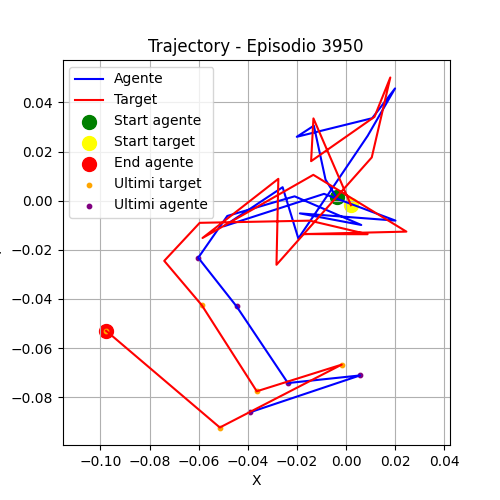 Trajectory - Episodio 3950
Agente
Target
Start agente
Start target
End agente
Ultimi target
Ultimi agente
0.04
0.02
0.00
−0.02
−0.04
−0.06
−0.08
−0.10 −0.08 −0.06 −0.04 −0.02 0.00 0.02 0.04
X